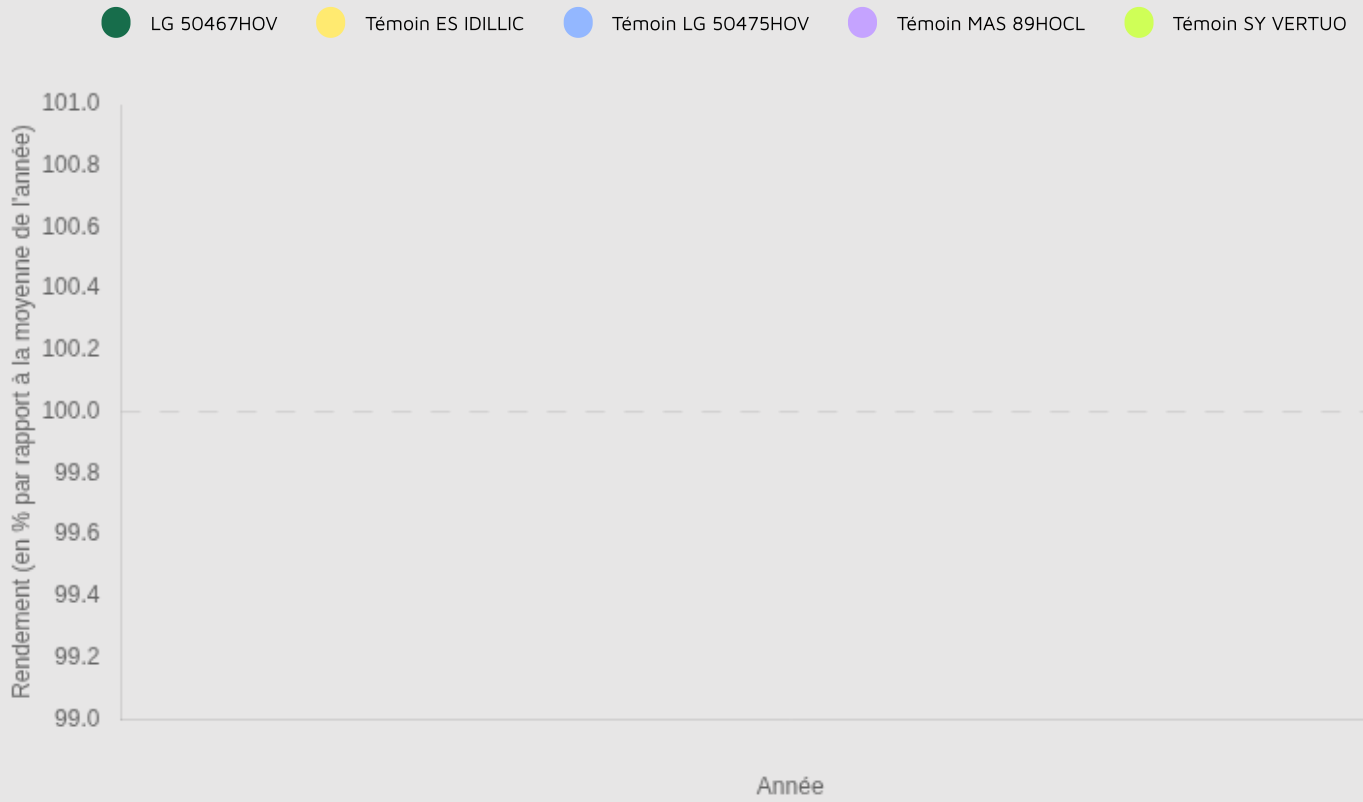 LG 50467HOV
Témoin ES IDILLIC
Témoin LG 50475HOV
Témoin MAS 89HOCL
Témoin SY VERTUO
Rendement (en % par rapport à la moyenne de l'année)
101.0
100.8
100.6
100.4
100.2
100.0
99.8
99.6
99.4
99.2
99.0
Année